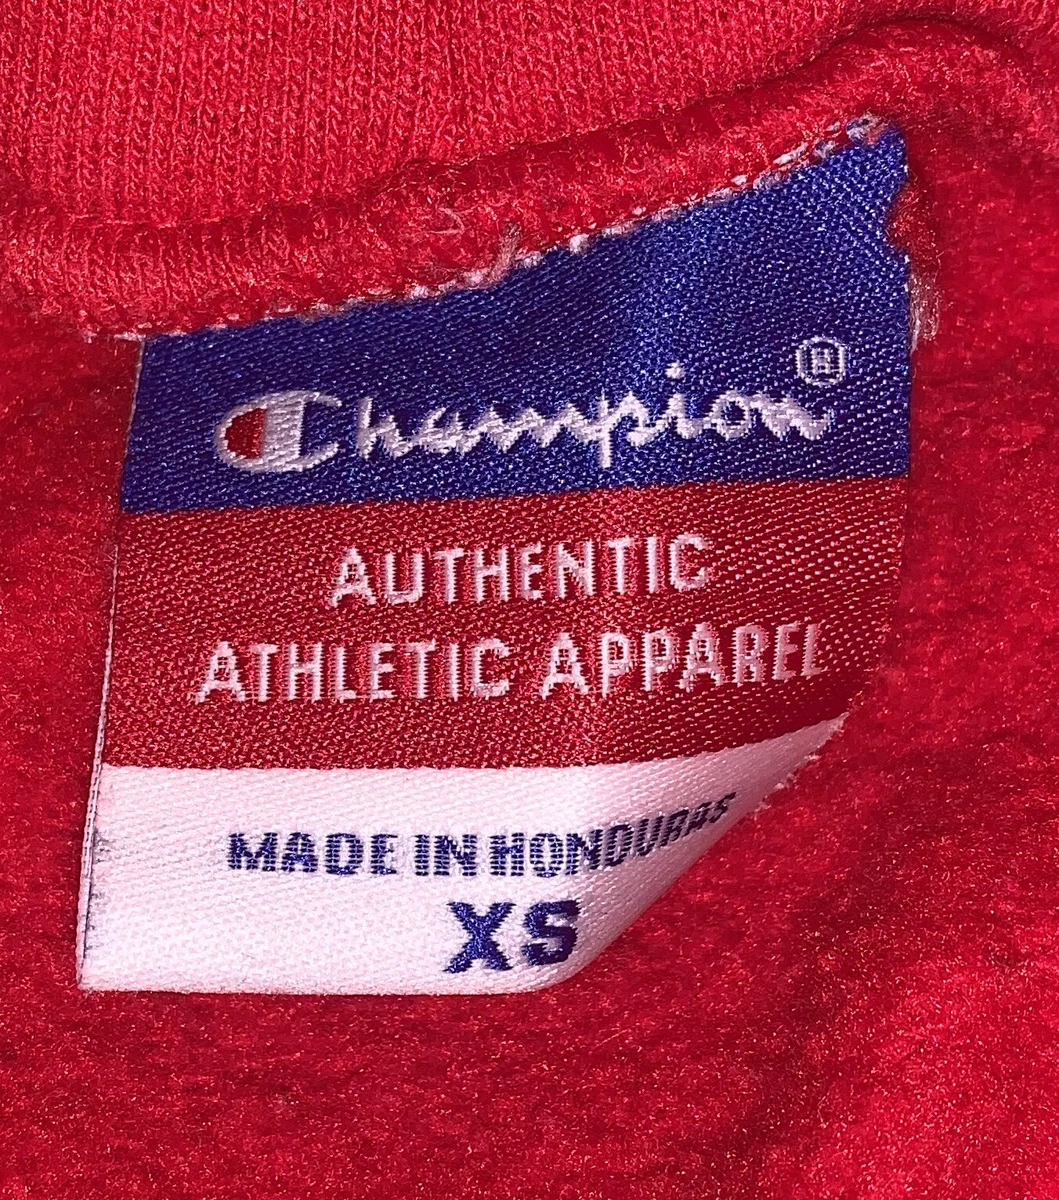 Champion®
AUTHENTIC
ATHLETIC APPAREL
MADE IN HONDURAS
XS